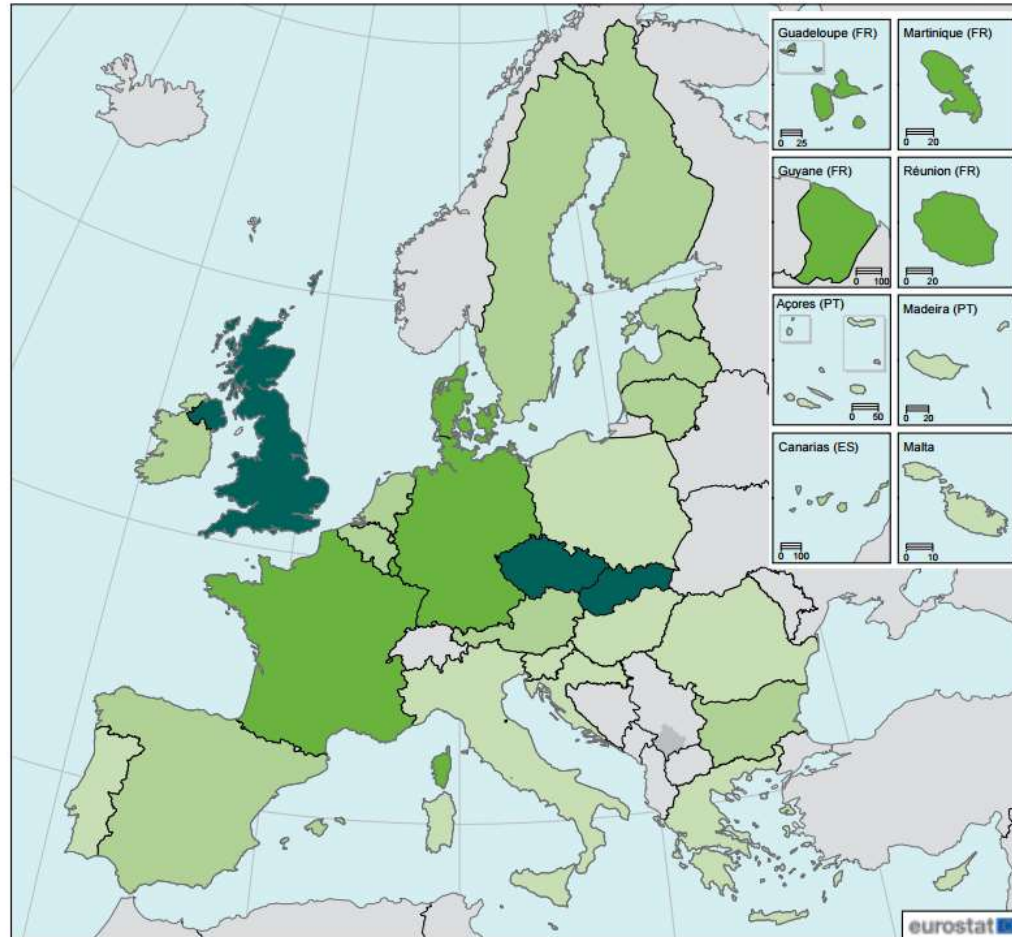 Guadeloupe (FR)
Martinique (FR)
0 25
0 20
Guyane (FR)
Réunion (FR)
0 100
0 20
Açores (PT)
Madeira (PT)
0 50
0 20
Canarias (ES)
Malta
0 100
0 10
eurostat